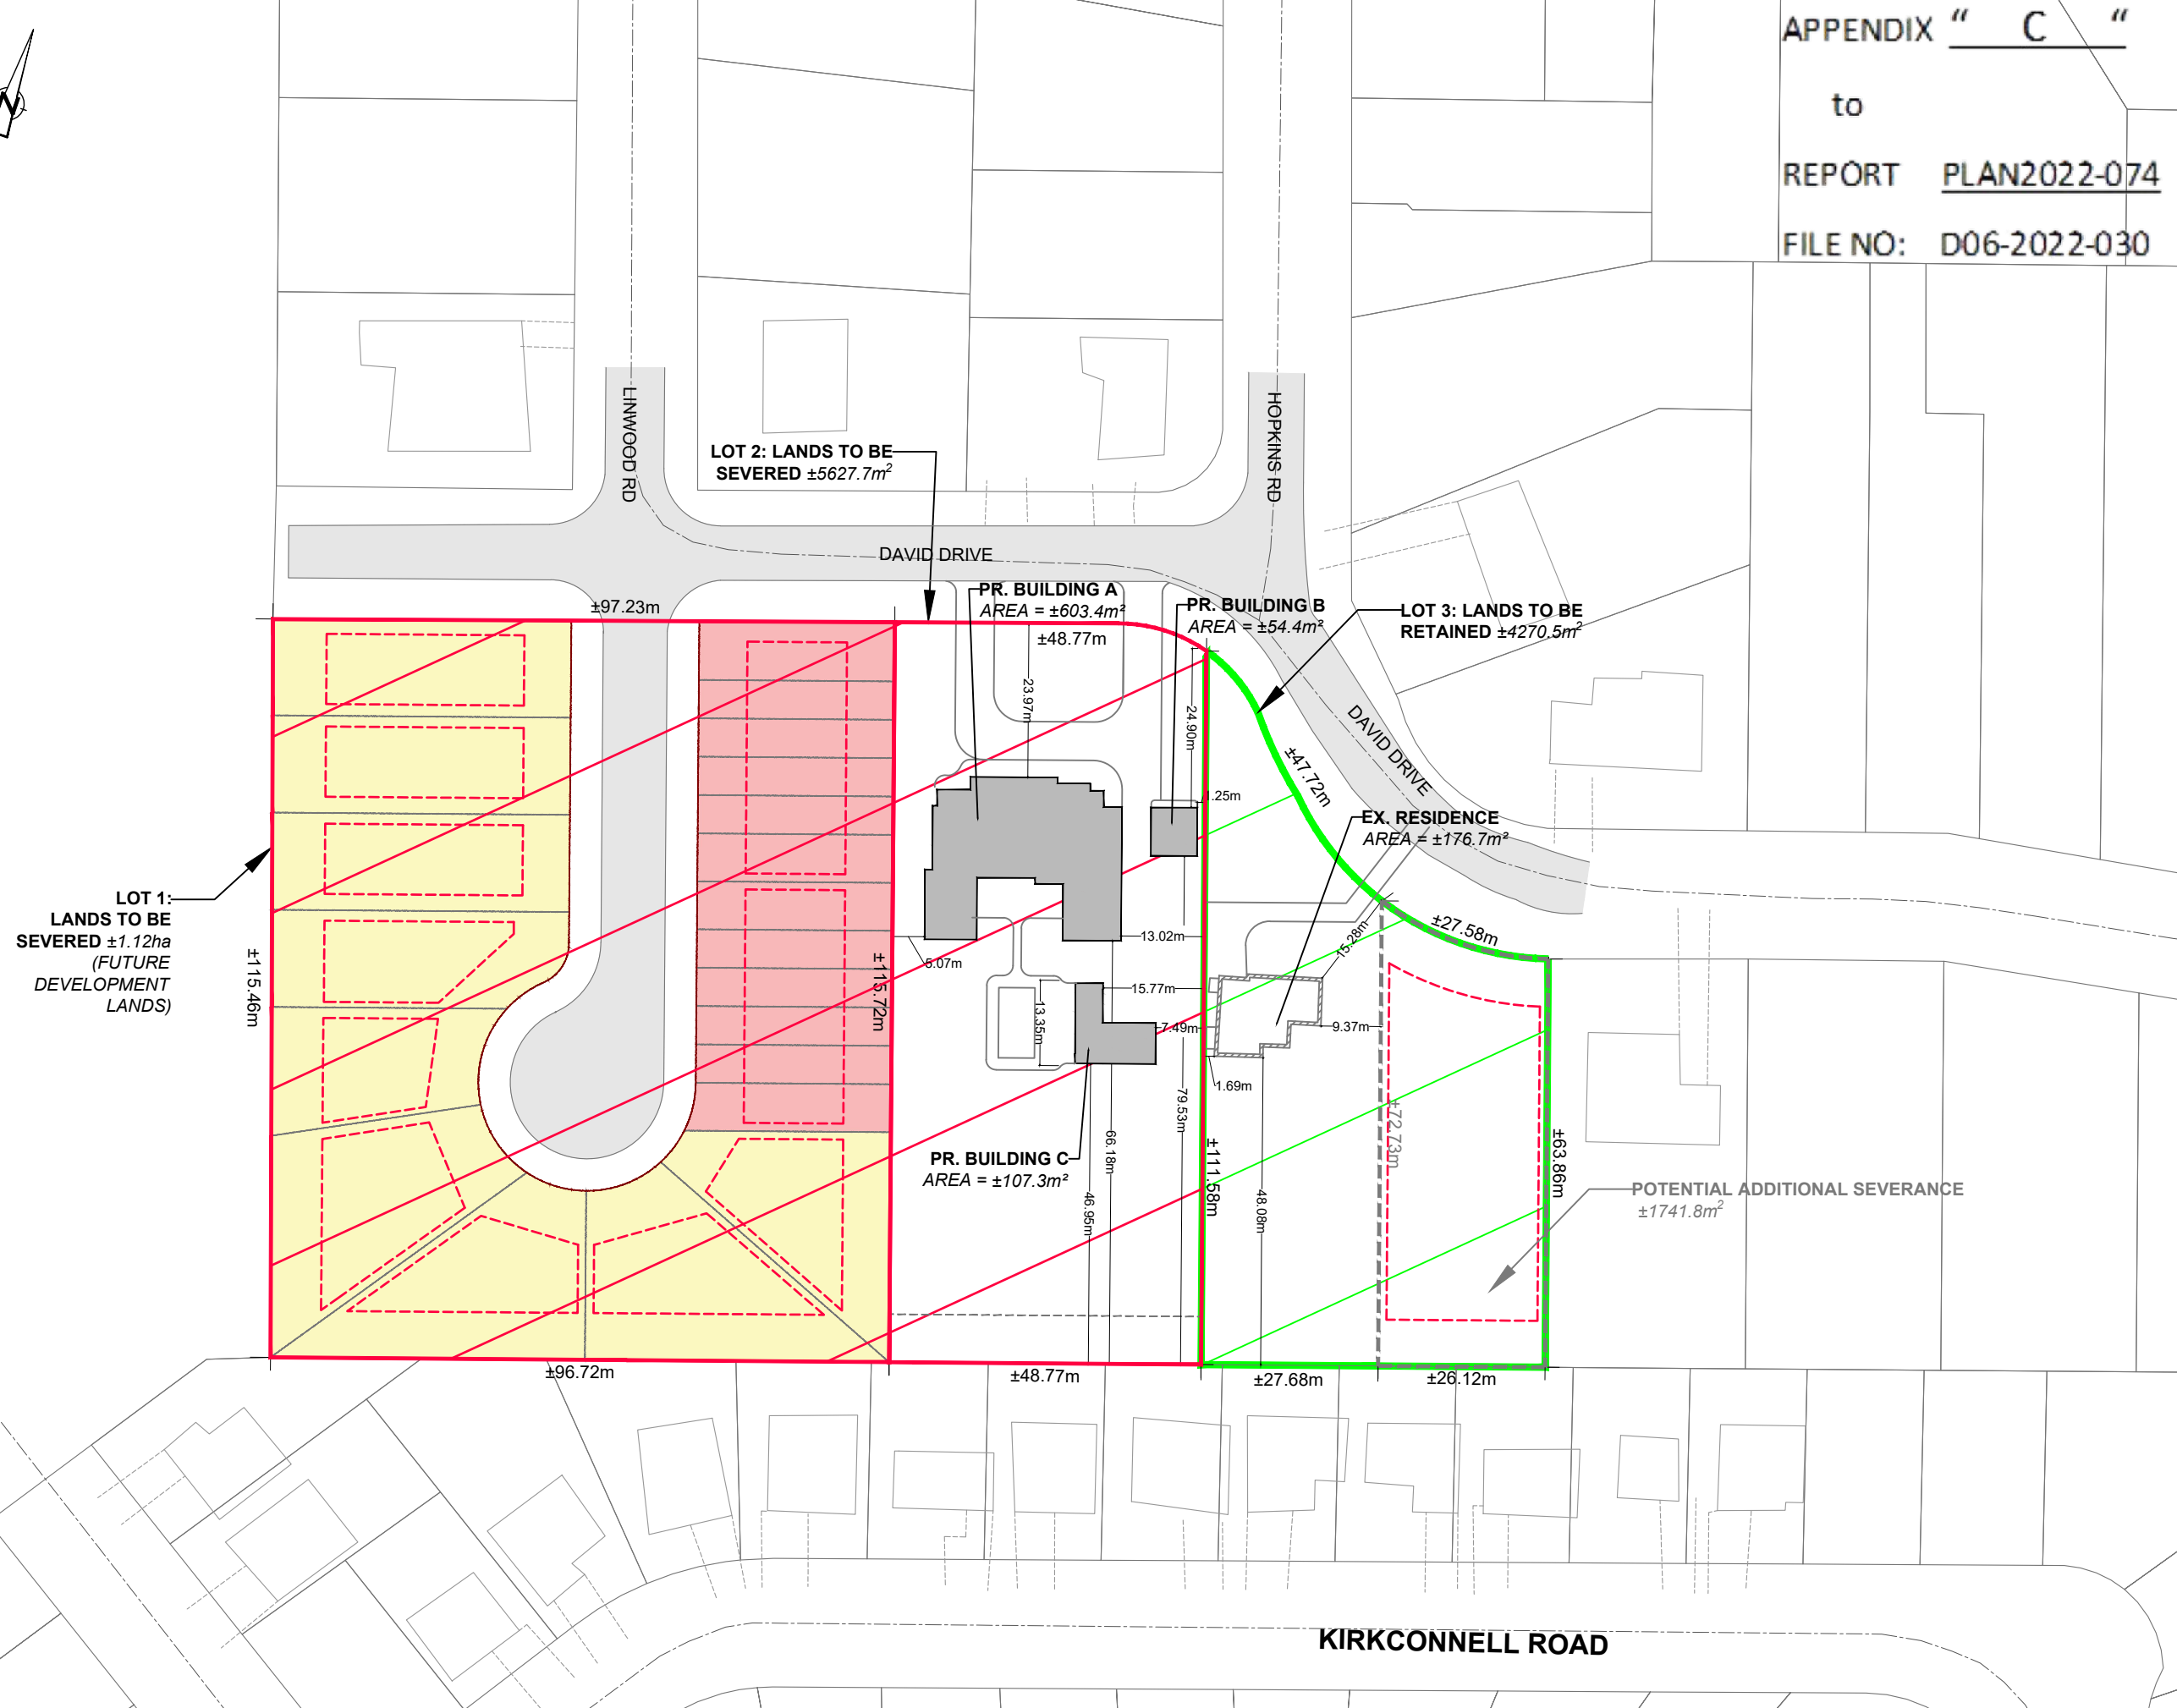 APPENDIX “ C “
to
REPORT PLAN2022-074
FILE NO: D06-2022-030
N
LINWOOD RD
HOPKINS RD
LOT 2: LANDS TO BE
SEVERED ±5627.7m²
DAVID DRIVE
PR. BUILDING A
AREA = ±603.4m²
PR. BUILDING B
AREA = ±54.4m²
LOT 3: LANDS TO BE
RETAINED ±4270.5m²
±97.23m
±48.77m
23.97m
24.90m
DAVID DRIVE
±47.72m
1.25m
EX. RESIDENCE
AREA = ±176.7m²
LOT 1:
LANDS TO BE
SEVERED ±1.12ha
(FUTURE
DEVELOPMENT
LANDS)
±115.46m
±115.72m
5.07m
13.02m
15.28m
±27.58m
15.77m
13.35m
7.49m
9.37m
1.69m
79.53m
66.18m
46.95m
±111.58m
48.08m
±72.73m
±63.86m
PR. BUILDING C
AREA = ±107.3m²
POTENTIAL ADDITIONAL SEVERANCE
±1741.8m²
±96.72m
±48.77m
±27.68m
±26.12m
KIRKCONNELL ROAD